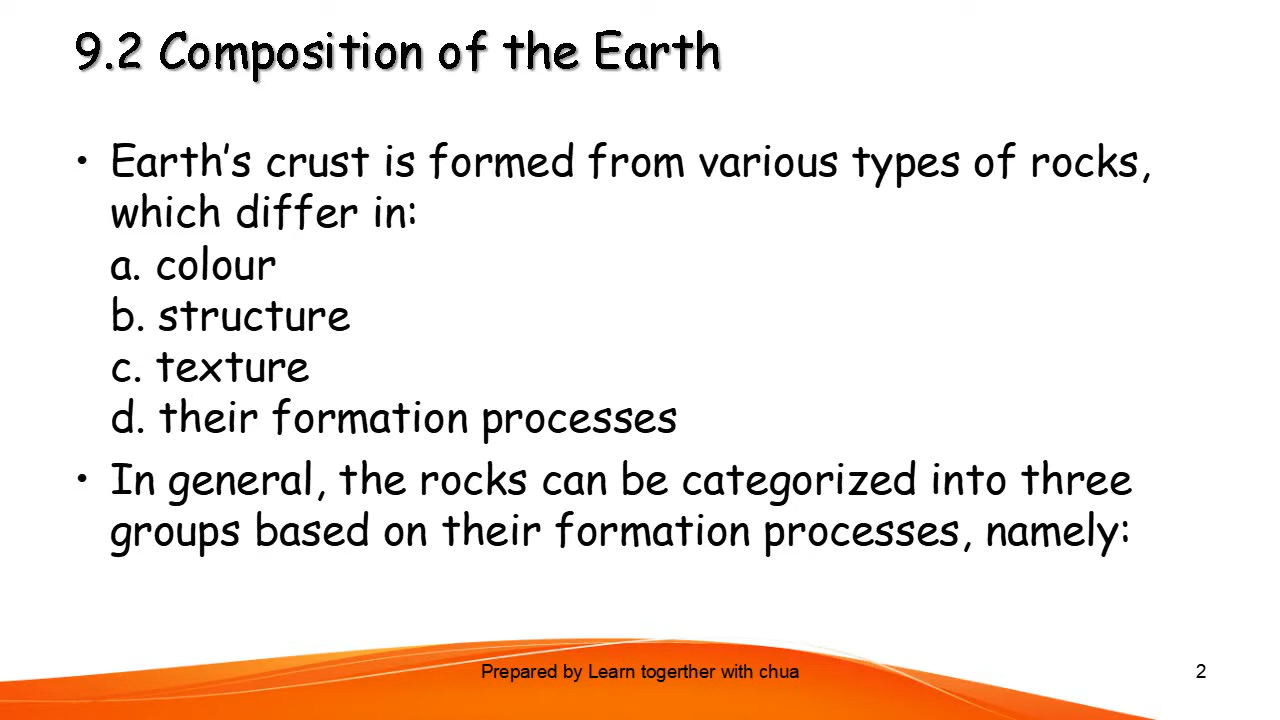 9.2 Composition of the Earth
• Earth's crust is formed from various types of rocks,
which differ in:
a. colour
b. structure
c. texture
d. their formation processes
• In general, the rocks can be categorized into three
groups based on their formation processes, namely:
Prepared by Learn togerther with chua
2